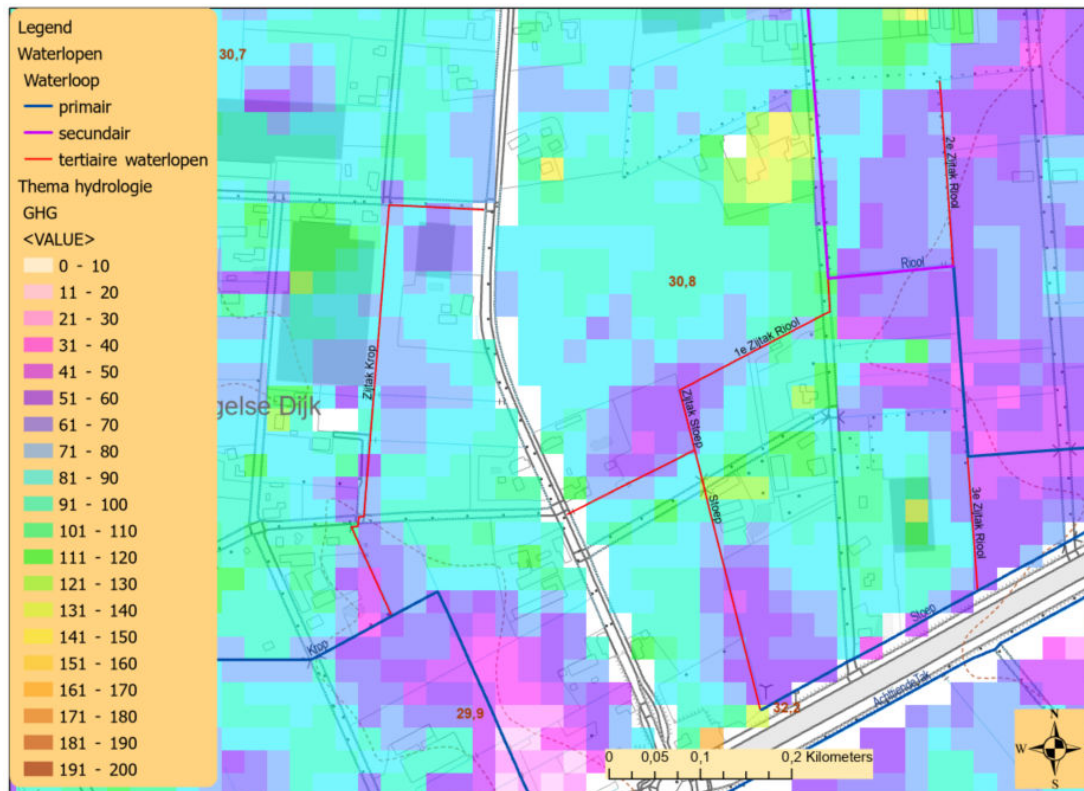 Legend
Waterlopen
Waterloop
primair
secundair
tertiaire waterlopen
Thema hydrologie
GHG
<VALUE>
0 - 10
11 - 20
21 - 30
31 - 40
41 - 50
51 - 60
61 - 70
71 - 80
81 - 90
91 - 100
101 - 110
111 - 120
121 - 130
131 - 140
141 - 150
151 - 160
161 - 170
171 - 180
181 - 190
191 - 200
30,7
2e Zijtak Riool
Riool
30,8
1e Zijtak Riool
Zijtak Krop
gelse Dijk
Zijtak Stoep
Stoep
3e Zijtak Riool
Stoep
Krop
Achthendetak
29,9
32,2
0 0,05 0,1 0,2 Kilometers
N
W E
S